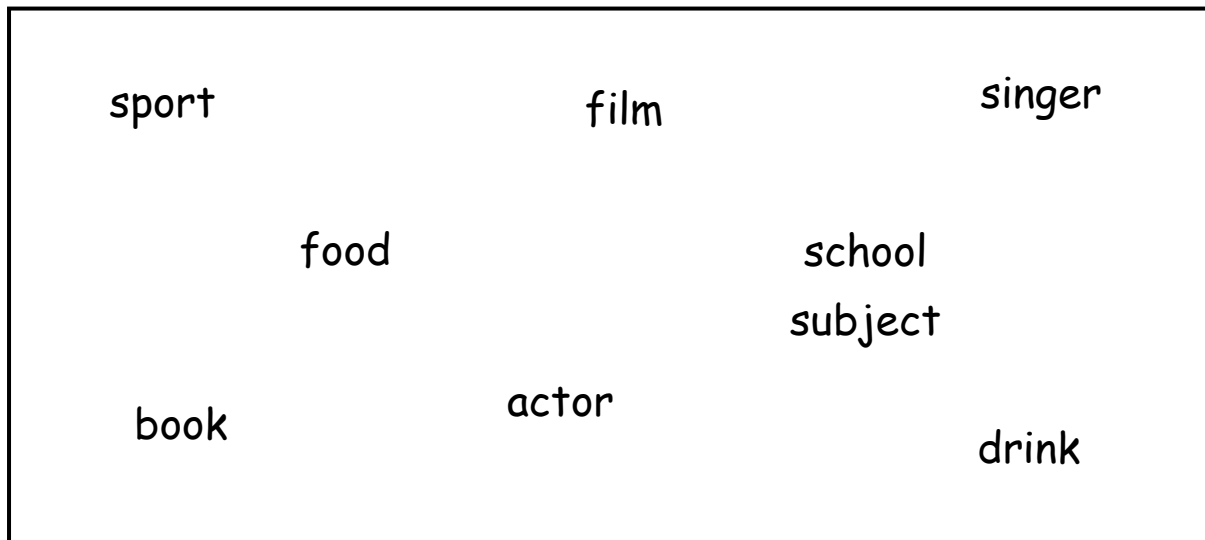 sport
film
singer
food
school
subject
book
actor
drink